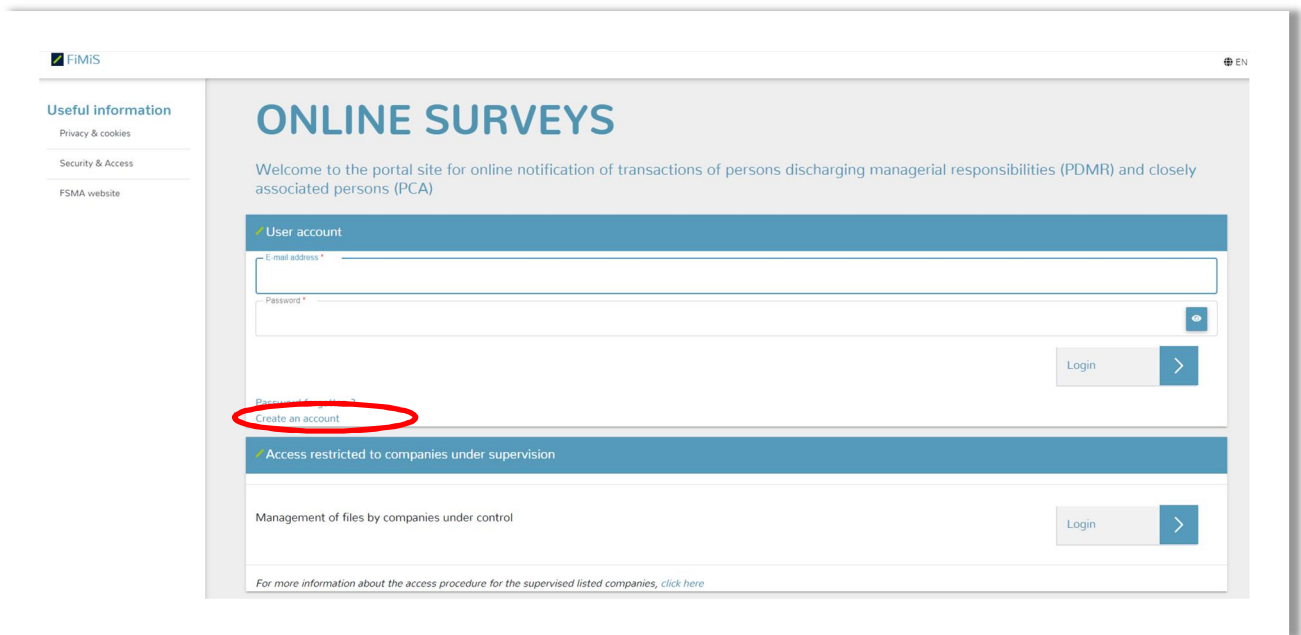 FiMiS
EN
Useful information
Privacy & cookies
Security & Access
FSMA website
ONLINE SURVEYS
Welcome to the portal site for online notification of transactions of persons discharging managerial responsibilities (PDMR) and closely
associated persons (PCA)
User account
E-mail address *
Password *
Login
Password forgotten ?
Create an account
Access restricted to companies under supervision
Management of files by companies under control
Login
For more information about the access procedure for the supervised listed companies, click here